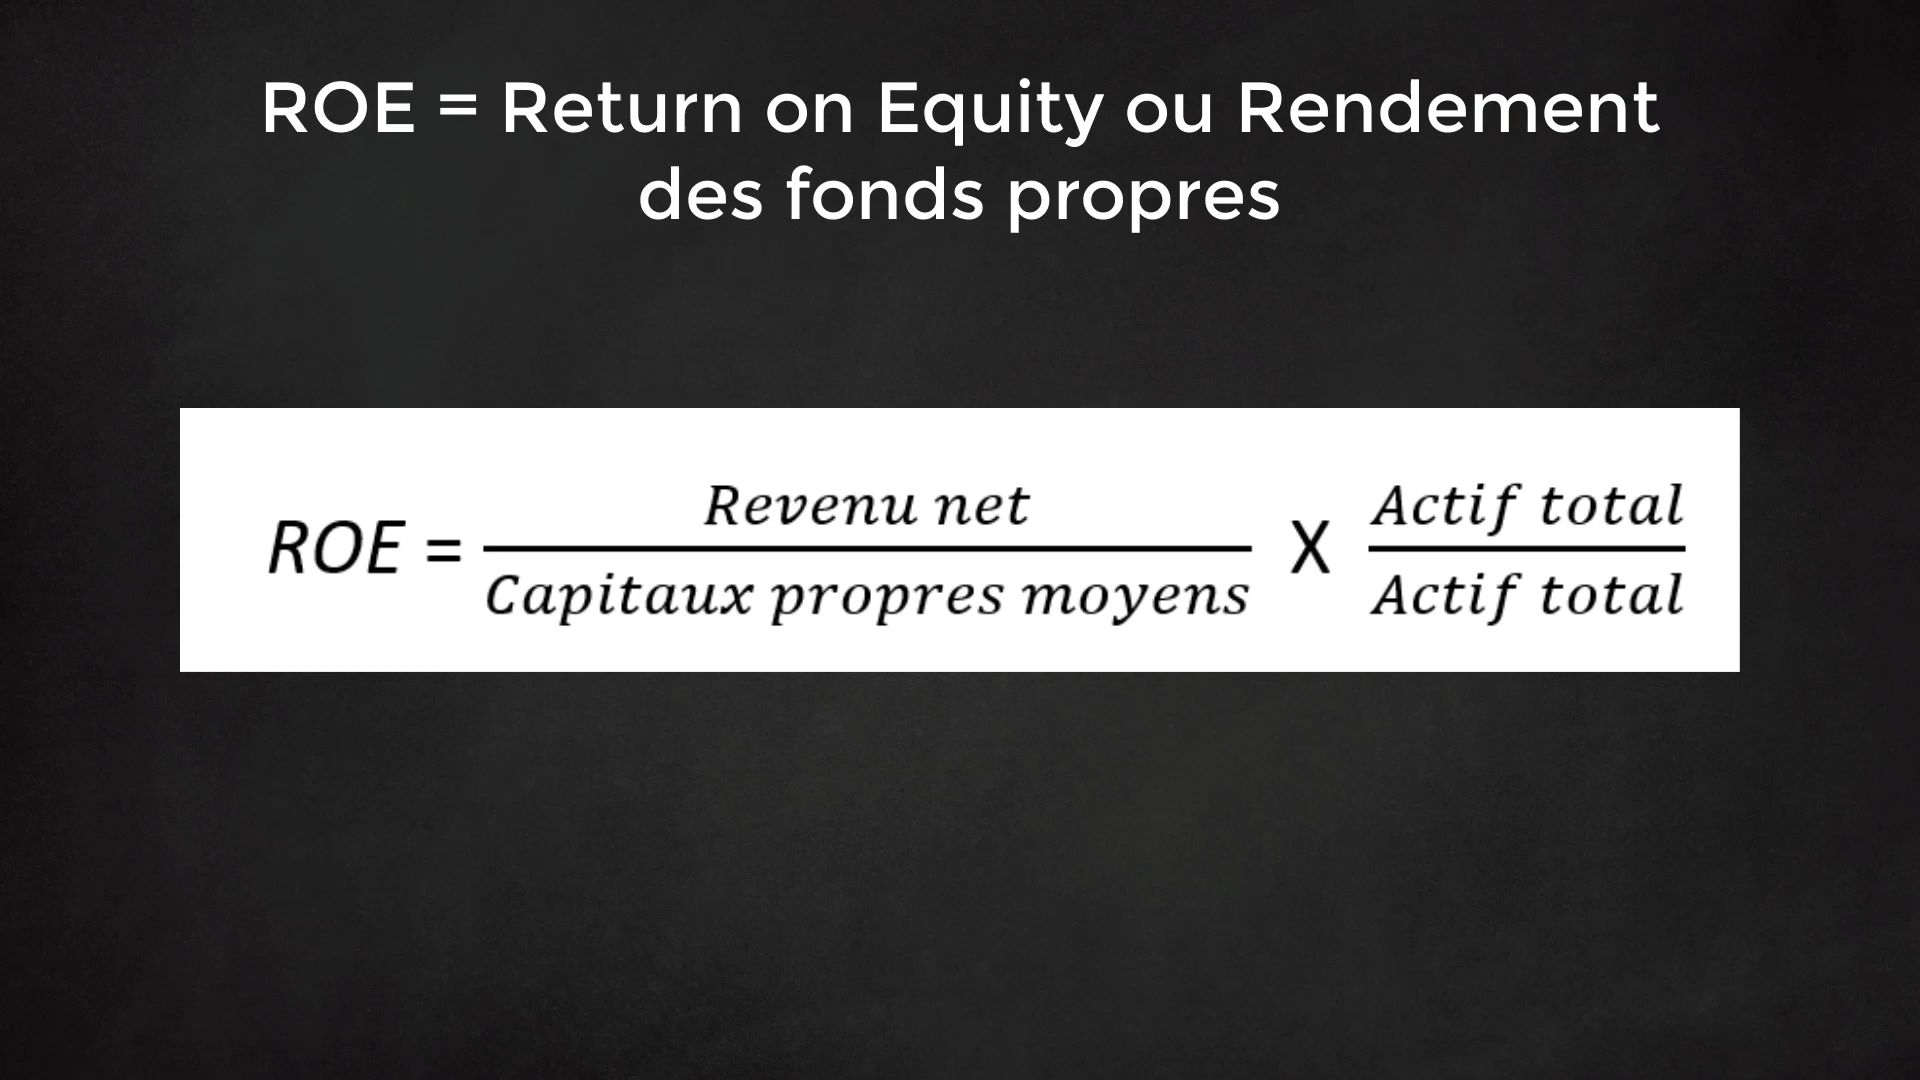 ROE = Return on Equity ou Rendement
des fonds propres
ROE = Revenu net / Capitaux propres moyens X Actif total / Actif total